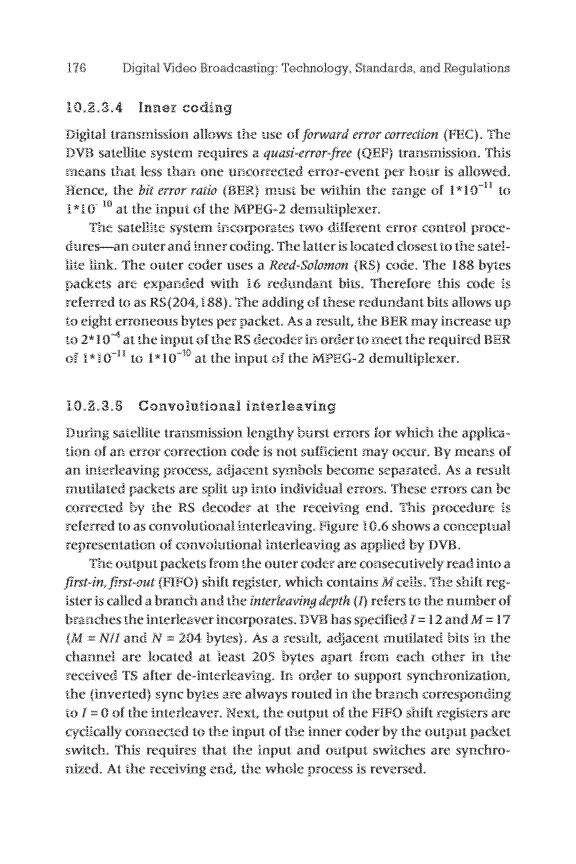 176 Digital Video Broadcasting: Technology, Standards, and Regulations
10.2.3.4 Inner coding
Digital transmission allows the use of forward error correction (FEC). The
DVB satellite system requires a quasi-error-free (QEF) transmission. This
means that less than one uncorrected error-event per hour is allowed.
Hence, the bit error ratio (BER) must be within the range of 1*10⁻¹¹ to
1*10⁻¹⁰ at the input of the MPEG-2 demultiplexer.
The satellite system incorporates two different error control proce-
dures—an outer and inner coding. The latter is located closest to the satel-
lite link. The outer coder uses a Reed-Solomon (RS) code. The 188 bytes
packets are expanded with 16 redundant bits. Therefore this code is
referred to as RS(204,188). The adding of these redundant bits allows up
to eight erroneous bytes per packet. As a result, the BER may increase up
to 2*10⁻⁴ at the input of the RS decoder in order to meet the required BER
of 1*10⁻¹¹ to 1*10⁻¹⁰ at the input of the MPEG-2 demultiplexer.
10.2.3.5 Convolutional interleaving
During satellite transmission lengthy burst errors for which the applica-
tion of an error correction code is not sufficient may occur. By means of
an interleaving process, adjacent symbols become separated. As a result
mutilated packets are split up into individual errors. These errors can be
corrected by the RS decoder at the receiving end. This procedure is
referred to as convolutional interleaving. Figure 10.6 shows a conceptual
representation of convolutional interleaving as applied by DVB.
The output packets from the outer coder are consecutively read into a
first-in, first-out (FIFO) shift register, which contains M cells. The shift reg-
ister is called a branch and the interleaving depth (I) refers to the number of
branches the interleaver incorporates. DVB has specified I = 12 and M = 17
(M = N/I and N = 204 bytes). As a result, adjacent mutilated bits in the
channel are located at least 205 bytes apart from each other in the
received TS after de-interleaving. In order to support synchronization,
the (inverted) sync bytes are always routed in the branch corresponding
to I = 0 of the interleaver. Next, the output of the FIFO shift registers are
cyclically connected to the input of the inner coder by the output packet
switch. This requires that the input and output switches are synchro-
nized. At the receiving end, the whole process is reversed.